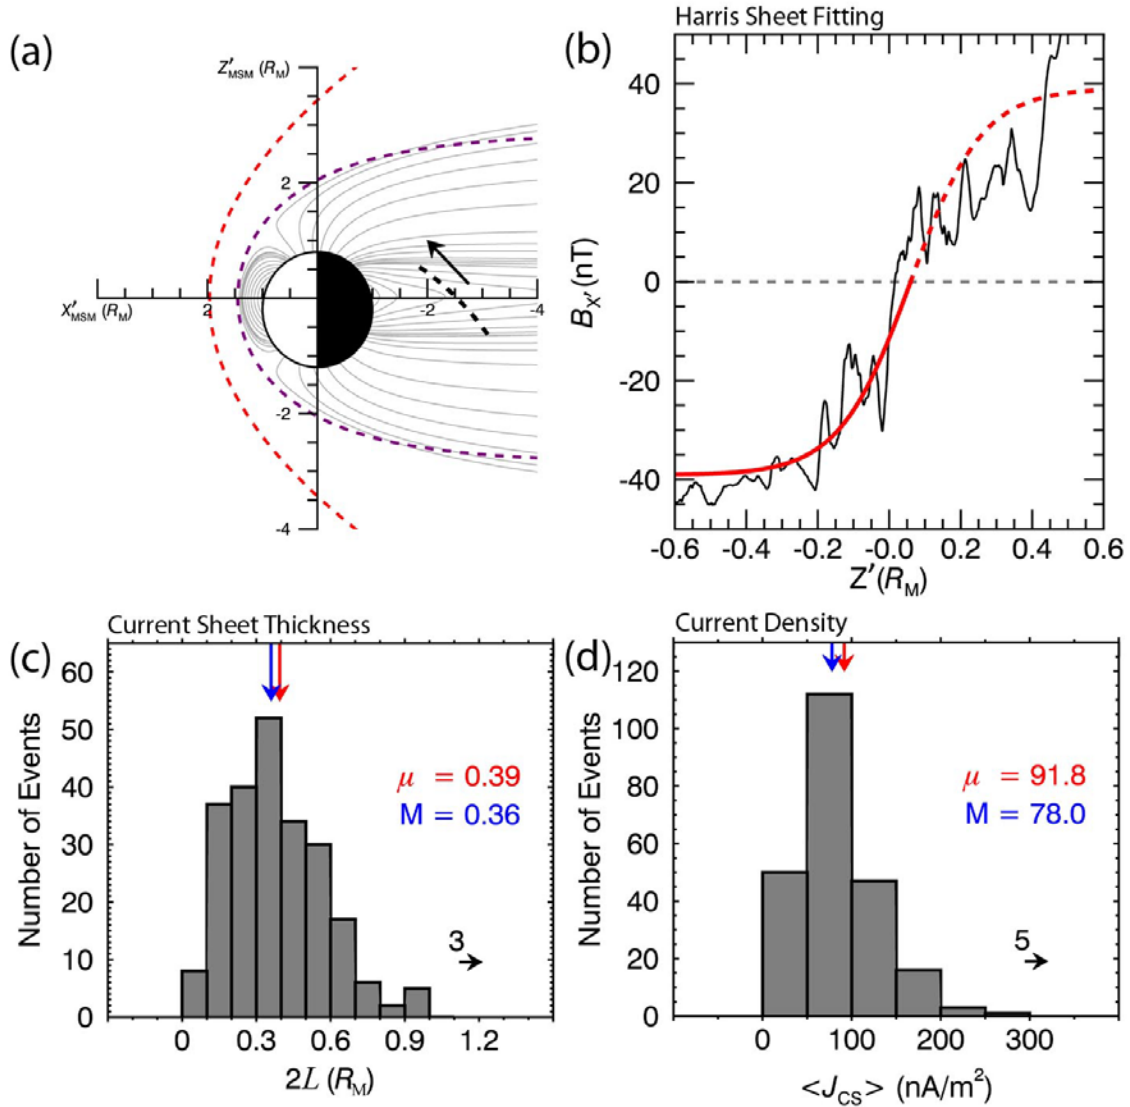 Harris Sheet Fitting
(a)
(b)
Z′MSM (RM)
X′MSM (RM)
2
2
-2
-4
-2
-4
BX′ (nT)
40
20
0
-20
-40
-0.6
-0.4
-0.2
-0.0
0.2
0.4
0.6
Z′(RM)
Current Sheet Thickness
(c)
Number of Events
60
50
40
30
20
10
0
μ = 0.39
M = 0.36
3
0
0.3
0.6
0.9
1.2
2L (RM)
Current Density
(d)
Number of Events
120
100
80
60
40
20
0
μ = 91.8
M = 78.0
5
0
100
200
300
<JCS> (nA/m²)